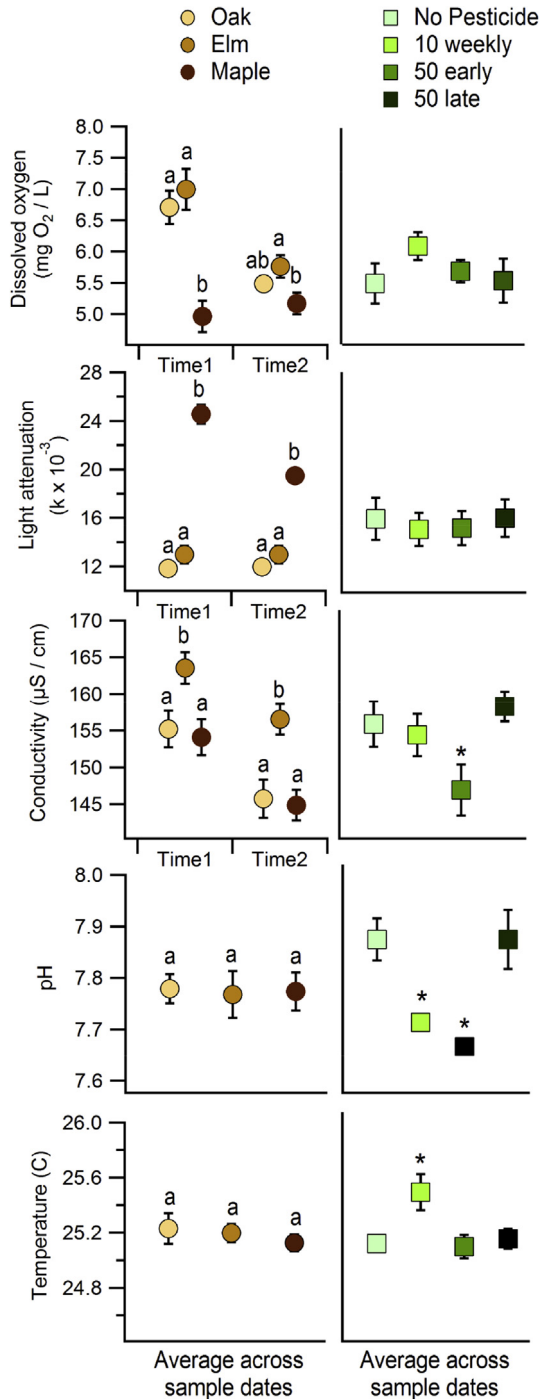 Oak
Elm
Maple
No Pesticide
10 weekly
50 early
50 late
Dissolved oxygen
(mg O2 / L)
8.0
7.5
7.0
6.5
6.0
5.5
5.0
a
a
b
ab
a
b
Time1 Time2
Light attenuation
(k x 10-3)
28
24
20
16
12
b
a
a
b
a
a
Time1 Time2
Conductivity (µS / cm)
170
165
160
155
150
145
b
a
a
b
a
a
*
Time1 Time2
pH
8.0
7.9
7.8
7.7
7.6
a a a
* *
Temperature (C)
26.0
25.6
25.2
24.8
a a a
*
Average across
sample dates
Average across
sample dates